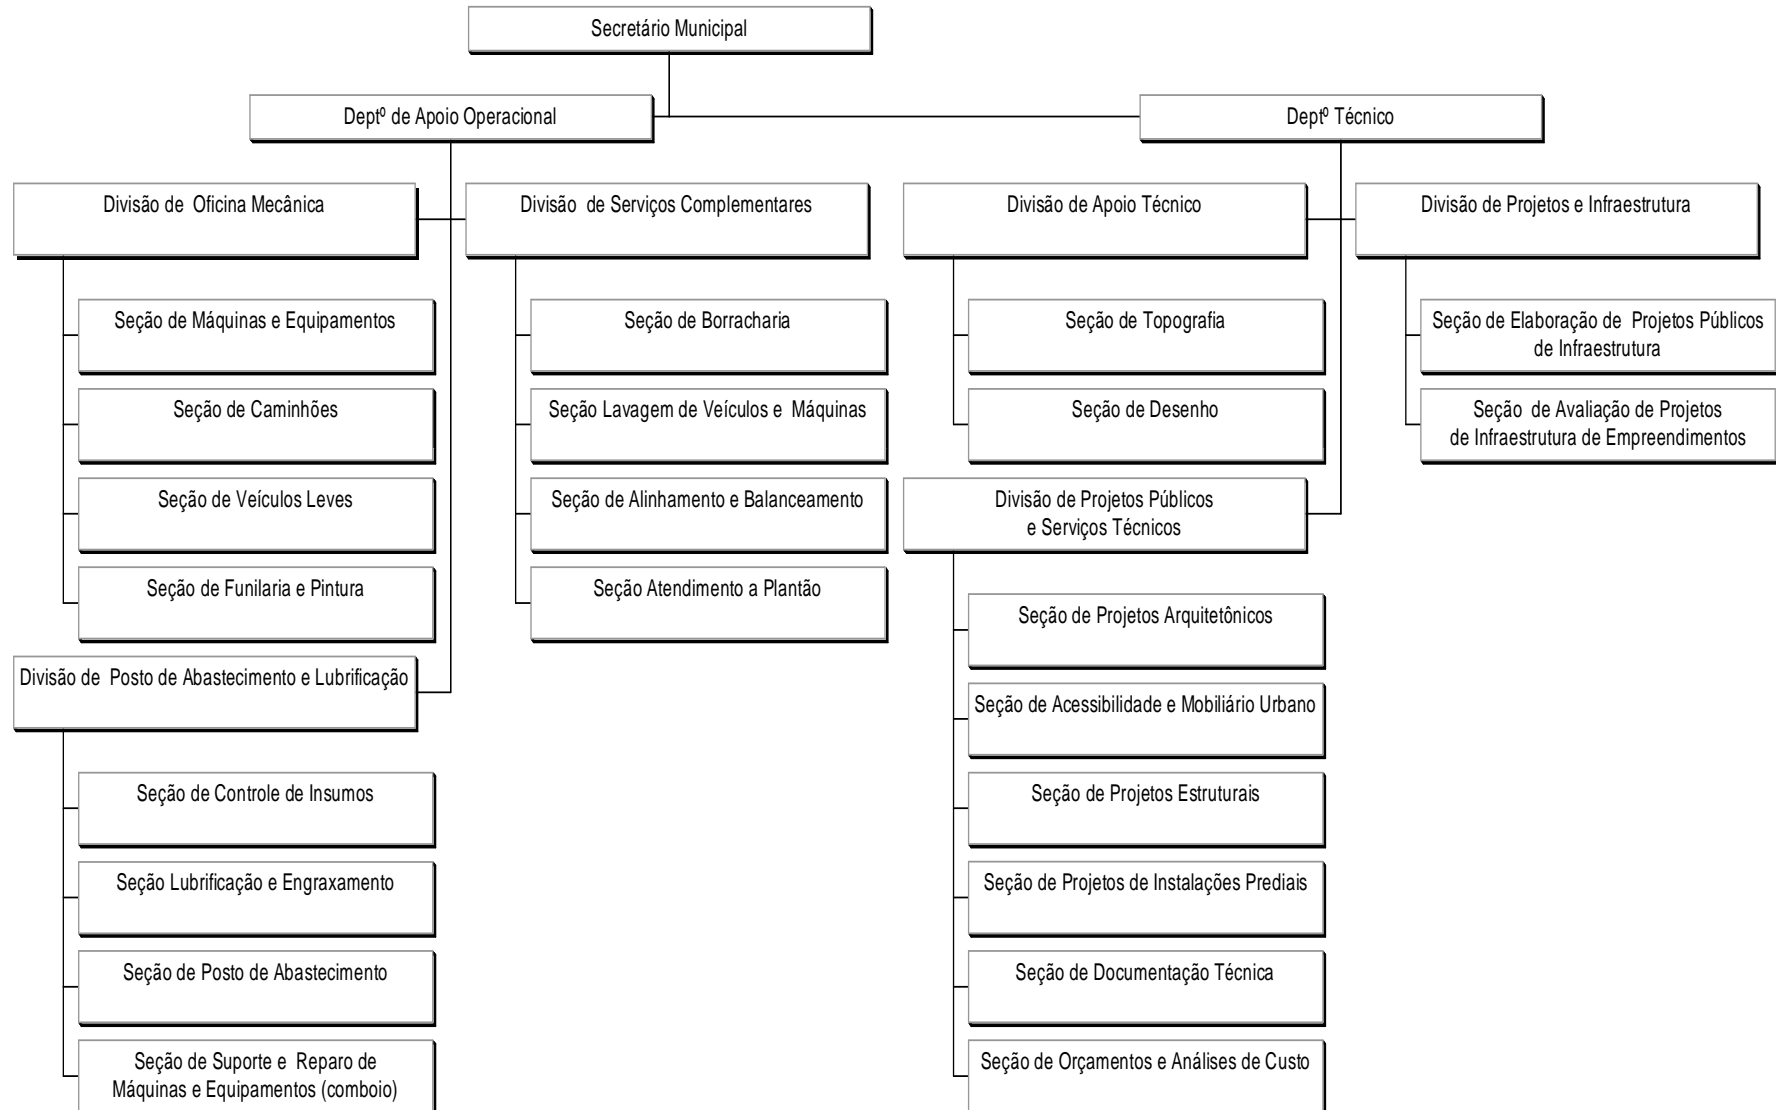 Secretário Municipal
Deptº de Apoio Operacional
Deptº Técnico
Divisão de Oficina Mecânica
Divisão de Serviços Complementares
Divisão de Apoio Técnico
Divisão de Projetos e Infraestrutura
Seção de Máquinas e Equipamentos
Seção de Borracharia
Seção de Topografia
Seção de Elaboração de Projetos Públicos
de Infraestrutura
Seção de Caminhões
Seção Lavagem de Veículos e Máquinas
Seção de Desenho
Seção de Avaliação de Projetos
de Infraestrutura de Empreendimentos
Seção de Veículos Leves
Seção de Alinhamento e Balanceamento
Divisão de Projetos Públicos
e Serviços Técnicos
Seção de Funilaria e Pintura
Seção Atendimento a Plantão
Seção de Projetos Arquitetônicos
Divisão de Posto de Abastecimento e Lubrificação
Seção de Acessibilidade e Mobiliário Urbano
Seção de Controle de Insumos
Seção de Projetos Estruturais
Seção Lubrificação e Engraxamento
Seção de Projetos de Instalações Prediais
Seção de Posto de Abastecimento
Seção de Documentação Técnica
Seção de Suporte e Reparo de
Máquinas e Equipamentos (comboio)
Seção de Orçamentos e Análises de Custo